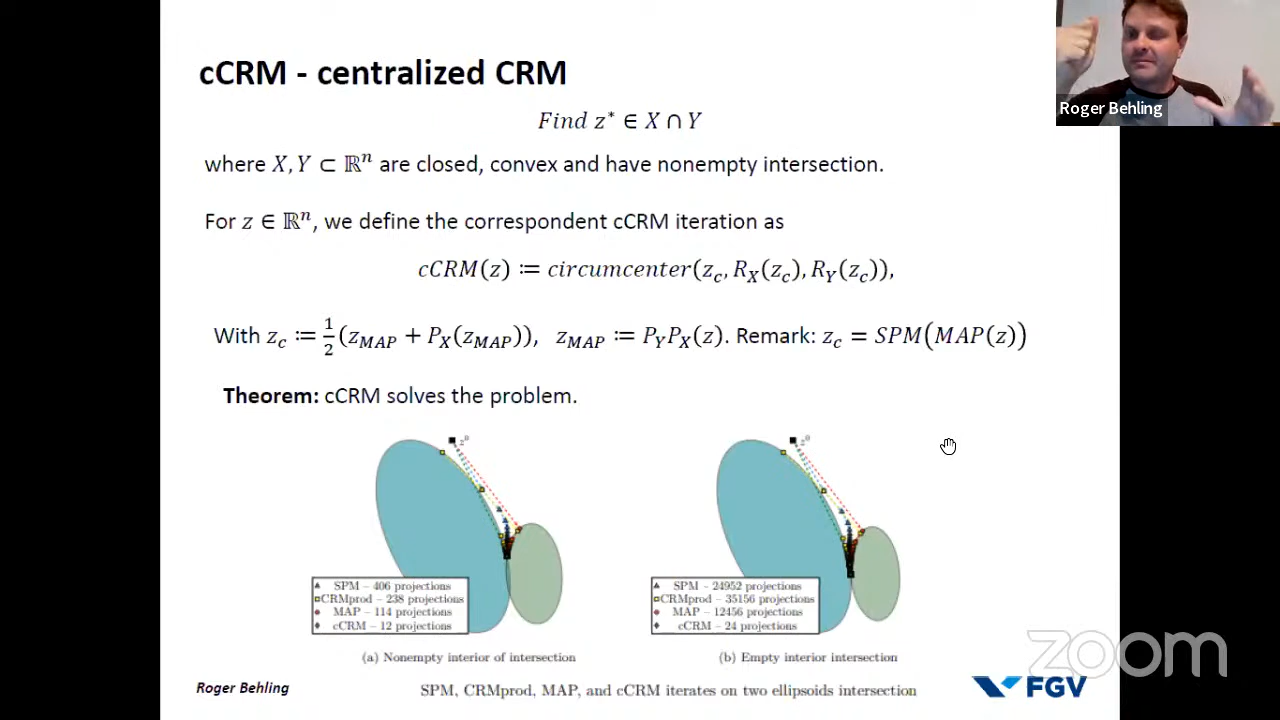 cCRM - centralized CRM
Roger Behling
Find z* ∈ X ∩ Y
where X, Y ⊂ ℝⁿ are closed, convex and have nonempty intersection.
For z ∈ ℝⁿ, we define the correspondent cCRM iteration as
cCRM(z) ≔ circumcenter(z_c, R_X(z_c), R_Y(z_c)),
With z_c ≔ 1/2 (z_MAP + P_X(z_MAP)), z_MAP ≔ P_Y P_X(z). Remark: z_c = SPM(MAP(z))
Theorem: cCRM solves the problem.
z⁰
SPM – 406 projections
CRMprod – 238 projections
MAP – 114 projections
cCRM – 12 projections
(a) Nonempty interior of intersection
z⁰
SPM – 24952 projections
CRMprod – 35156 projections
MAP – 12456 projections
cCRM – 24 projections
(b) Empty interior intersection
SPM, CRMprod, MAP, and cCRM iterates on two ellipsoids intersection
Roger Behling
FGV
zoom